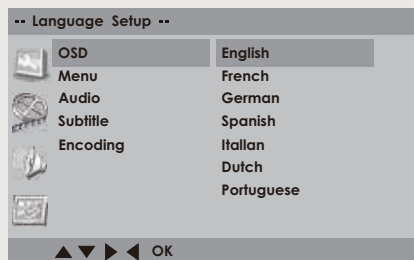 -- Language Setup --
OSD
Menu
Audio
Subtitle
Encoding
English
French
German
Spanish
Itallan
Dutch
Portuguese
▲ ▼ ▶ ◀ OK